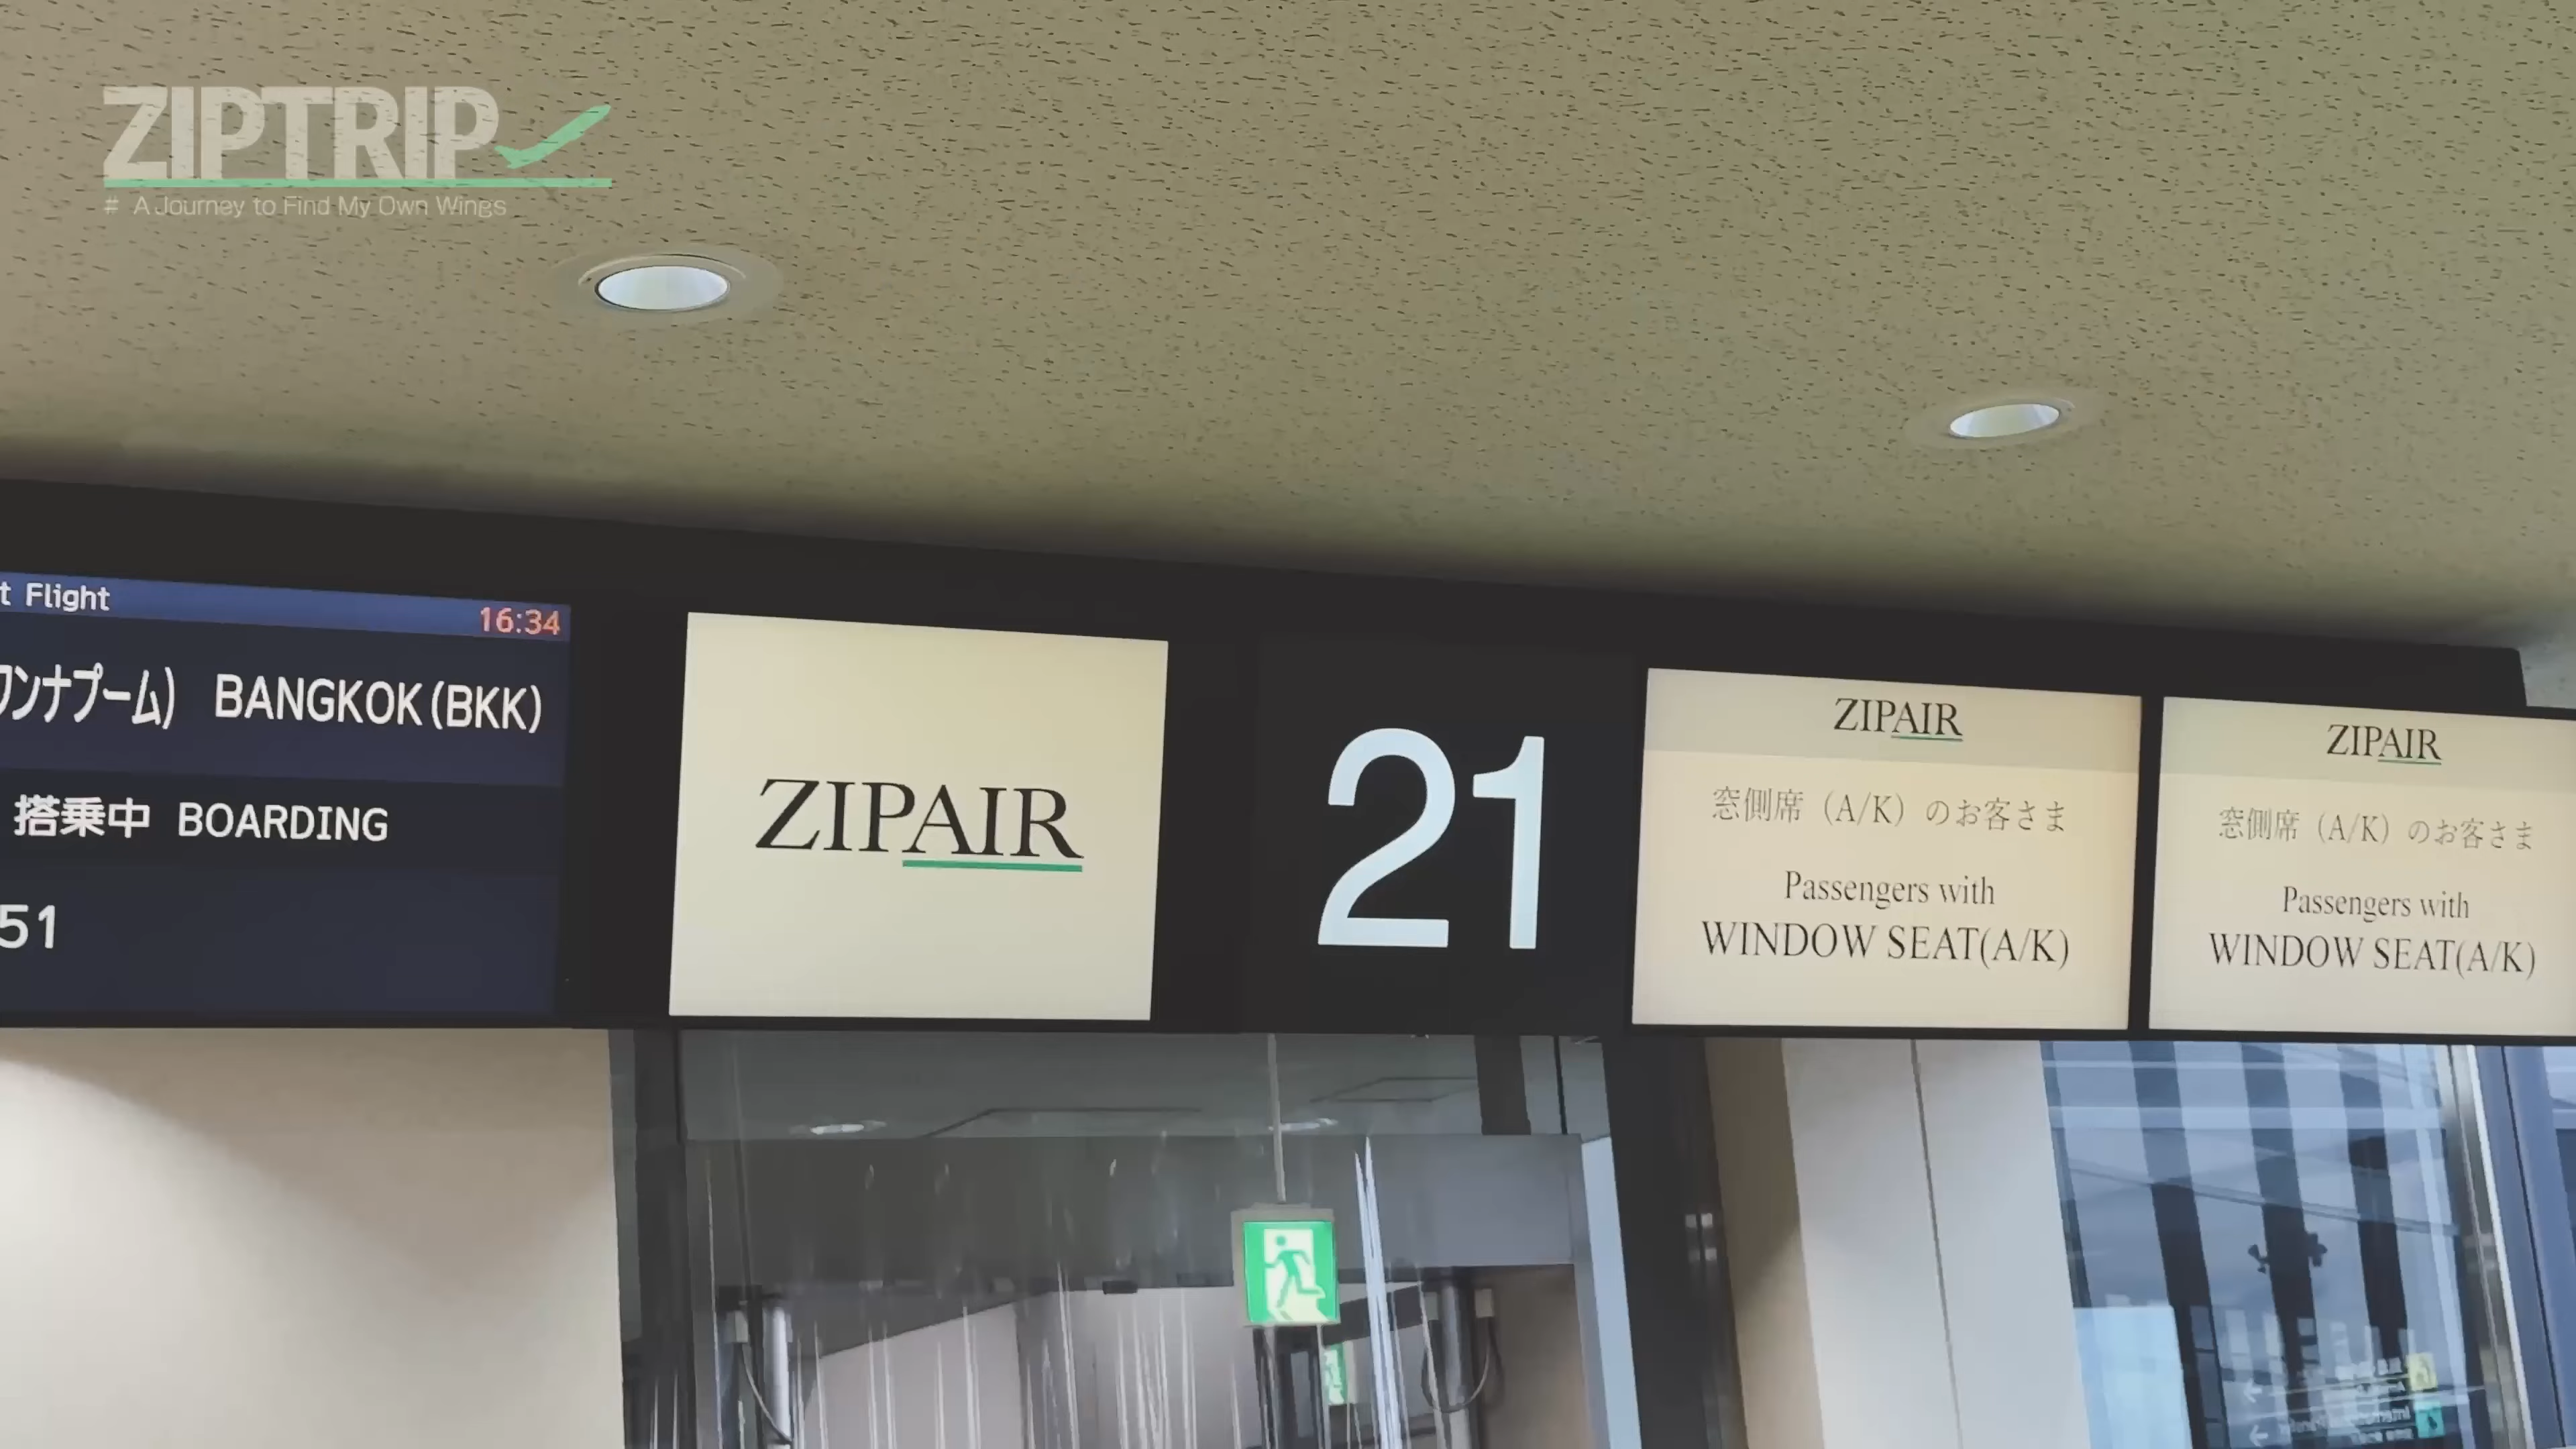 ZIPTRIP
# A Journey to Find My Own Wings
t Flight
16:34
ワンナプーム) BANGKOK(BKK)
搭乗中 BOARDING
51
ZIPAIR
21
ZIPAIR
窓側席（A/K）のお客さま
Passengers with
WINDOW SEAT(A/K)
ZIPAIR
窓側席（A/K）のお客さま
Passengers with
WINDOW SEAT(A/K)